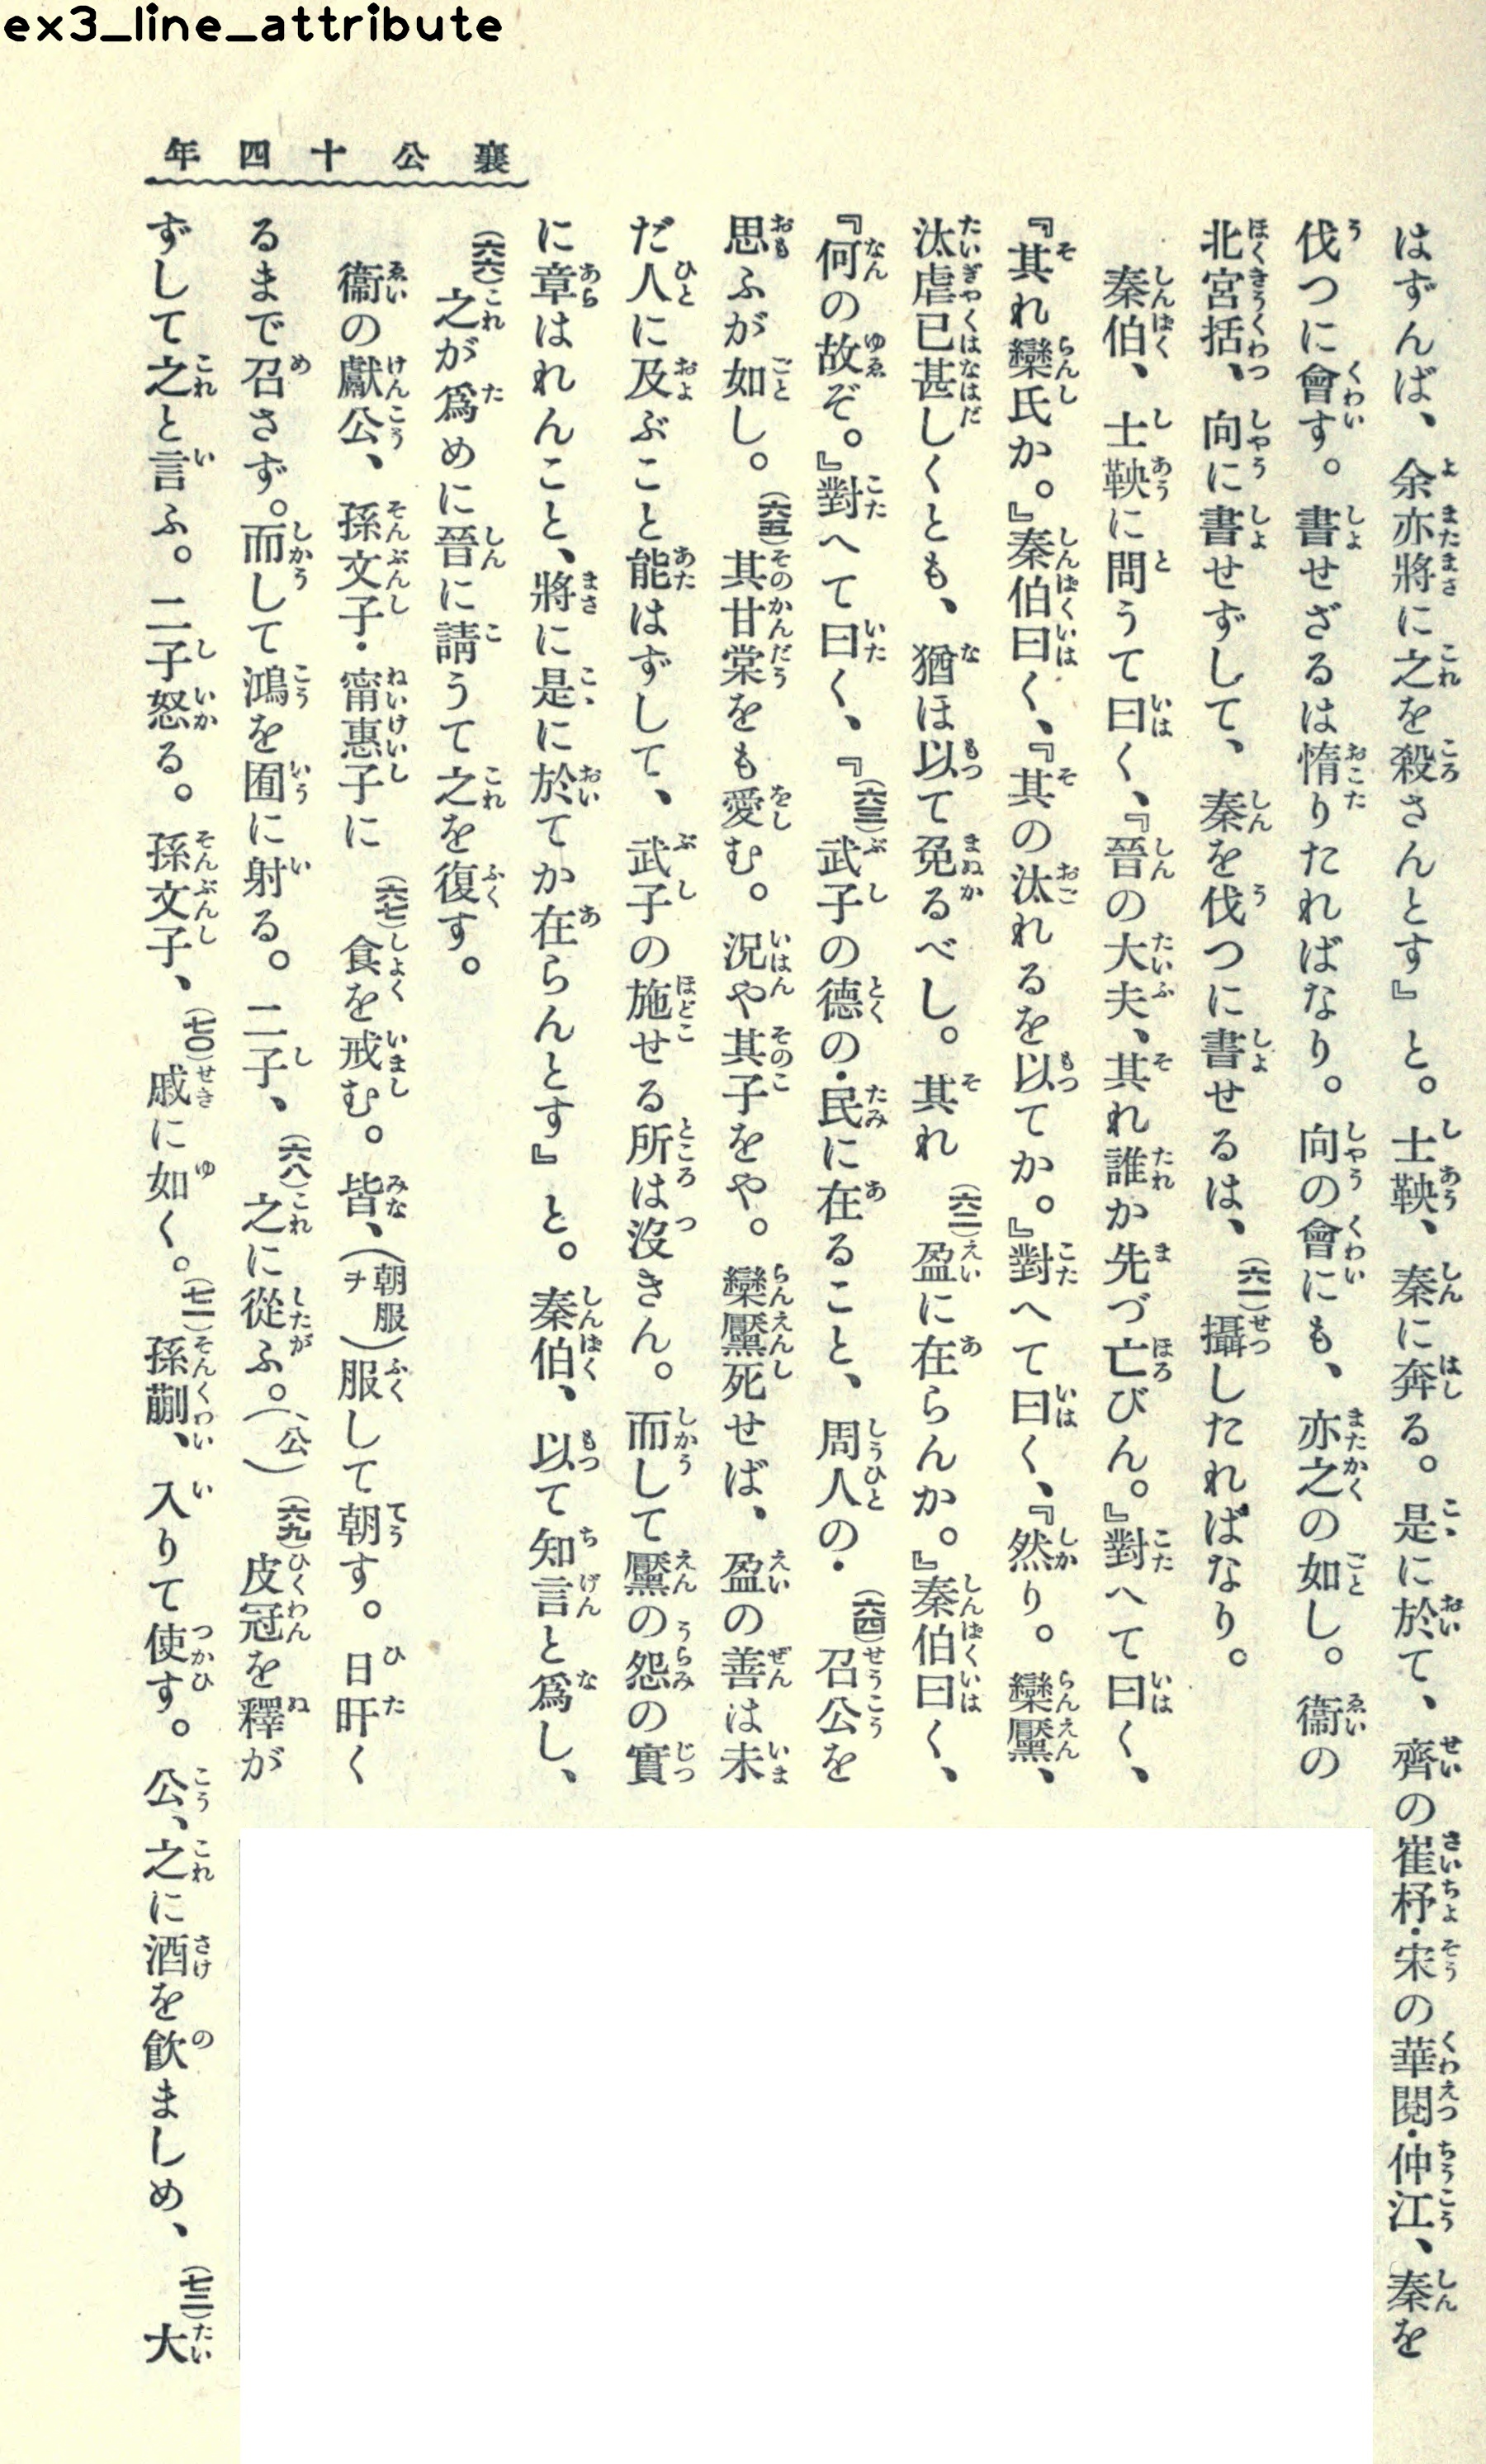 ex3_line_attribute
襄公十四年
はずんば、余亦將に之を殺さんとす』と。士鞅、秦に奔る。是に於て、齊の崔杼・宋の華閱・仲江、秦を
伐つに會す。書せざるは惰りたればなり。向の會にも、亦之の如し。衞の
北宮括、向に書せずして、秦を伐つに書せるは、(六一)攝したればなり。
秦伯、士鞅に問うて曰く、『晉の大夫、其れ誰か先づ亡びん。』對へて曰く、
『其れ欒氏か。』秦伯曰く、『其の汰れるを以てか。』對へて曰く、『然り。欒黶、
汰虐已甚しくとも、猶ほ以て免るべし。其れ(六二)盈に在らんか。』秦伯曰く、
『何の故ぞ。』對へて曰く、『(六三)武子の德の・民に在ること、周人の・(六四)召公を
思ふが如し。(六五)其甘棠をも愛む。況や其子をや。欒黶死せば、盈の善は未
だ人に及ぶこと能はずして、武子の施せる所は沒きん。而して黶の怨の實
に章はれんこと、將に是に於てか在らんとす』と。秦伯、以て知言と爲し、
(六六)之が爲めに晉に請うて之を復す。
衞の獻公、孫文子・甯惠子に(六七)食を戒む。皆、(朝服ヲ)服して朝す。日旰く
るまで召さず。而して鴻を囿に射る。二子、(六八)之に從ふ。(公、)(六九)皮冠を釋が
ずして之と言ふ。二子怒る。孫文子、(七〇)戚に如く。(七一)孫蒯、入りて使す。公、之に酒を飮ましめ、(七二)大